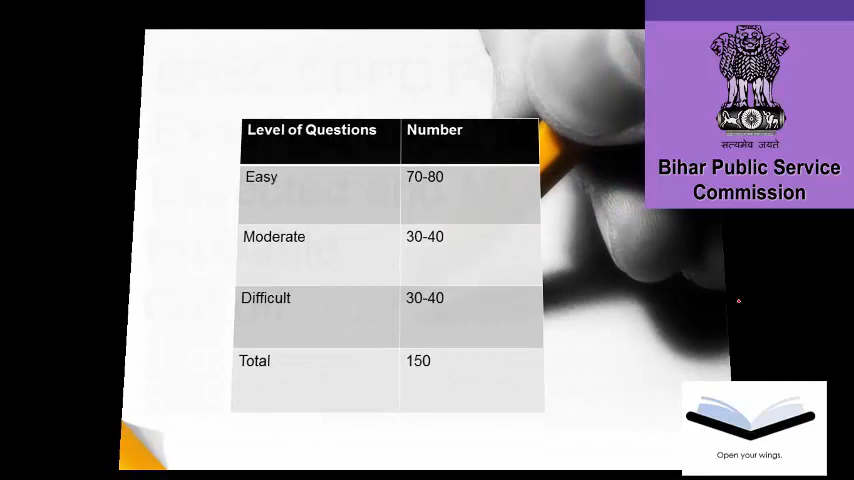 Level of Questions Number
Easy 70-80
Moderate 30-40
Difficult 30-40
Total 150
सत्यमेव जयते
Bihar Public Service
Commission
Open your wings.